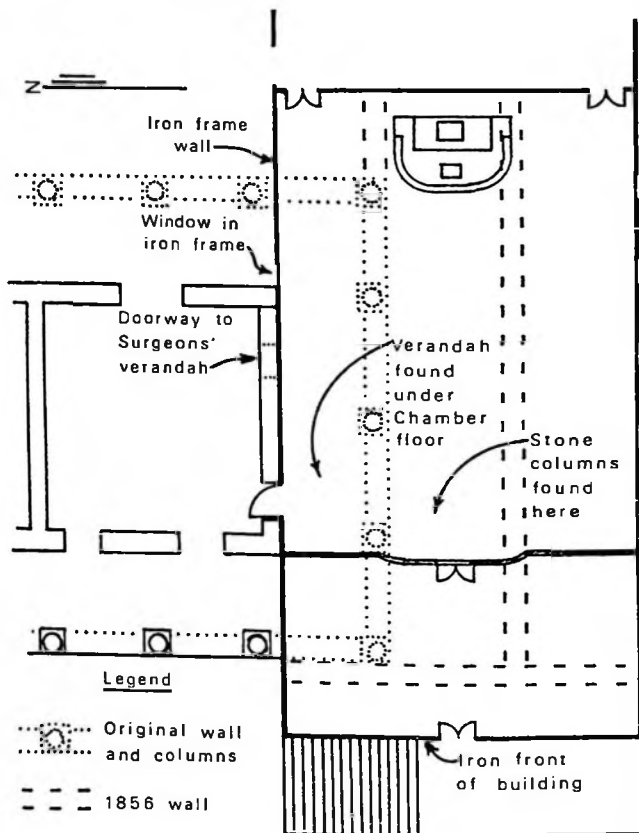 N
Iron frame
wall
Window in
iron frame
Doorway to
Surgeons'
verandah
Verandah
found
under
Chamber
floor
Stone
columns
found
here
Legend
Original wall
and columns
1856 wall
Iron front
of building